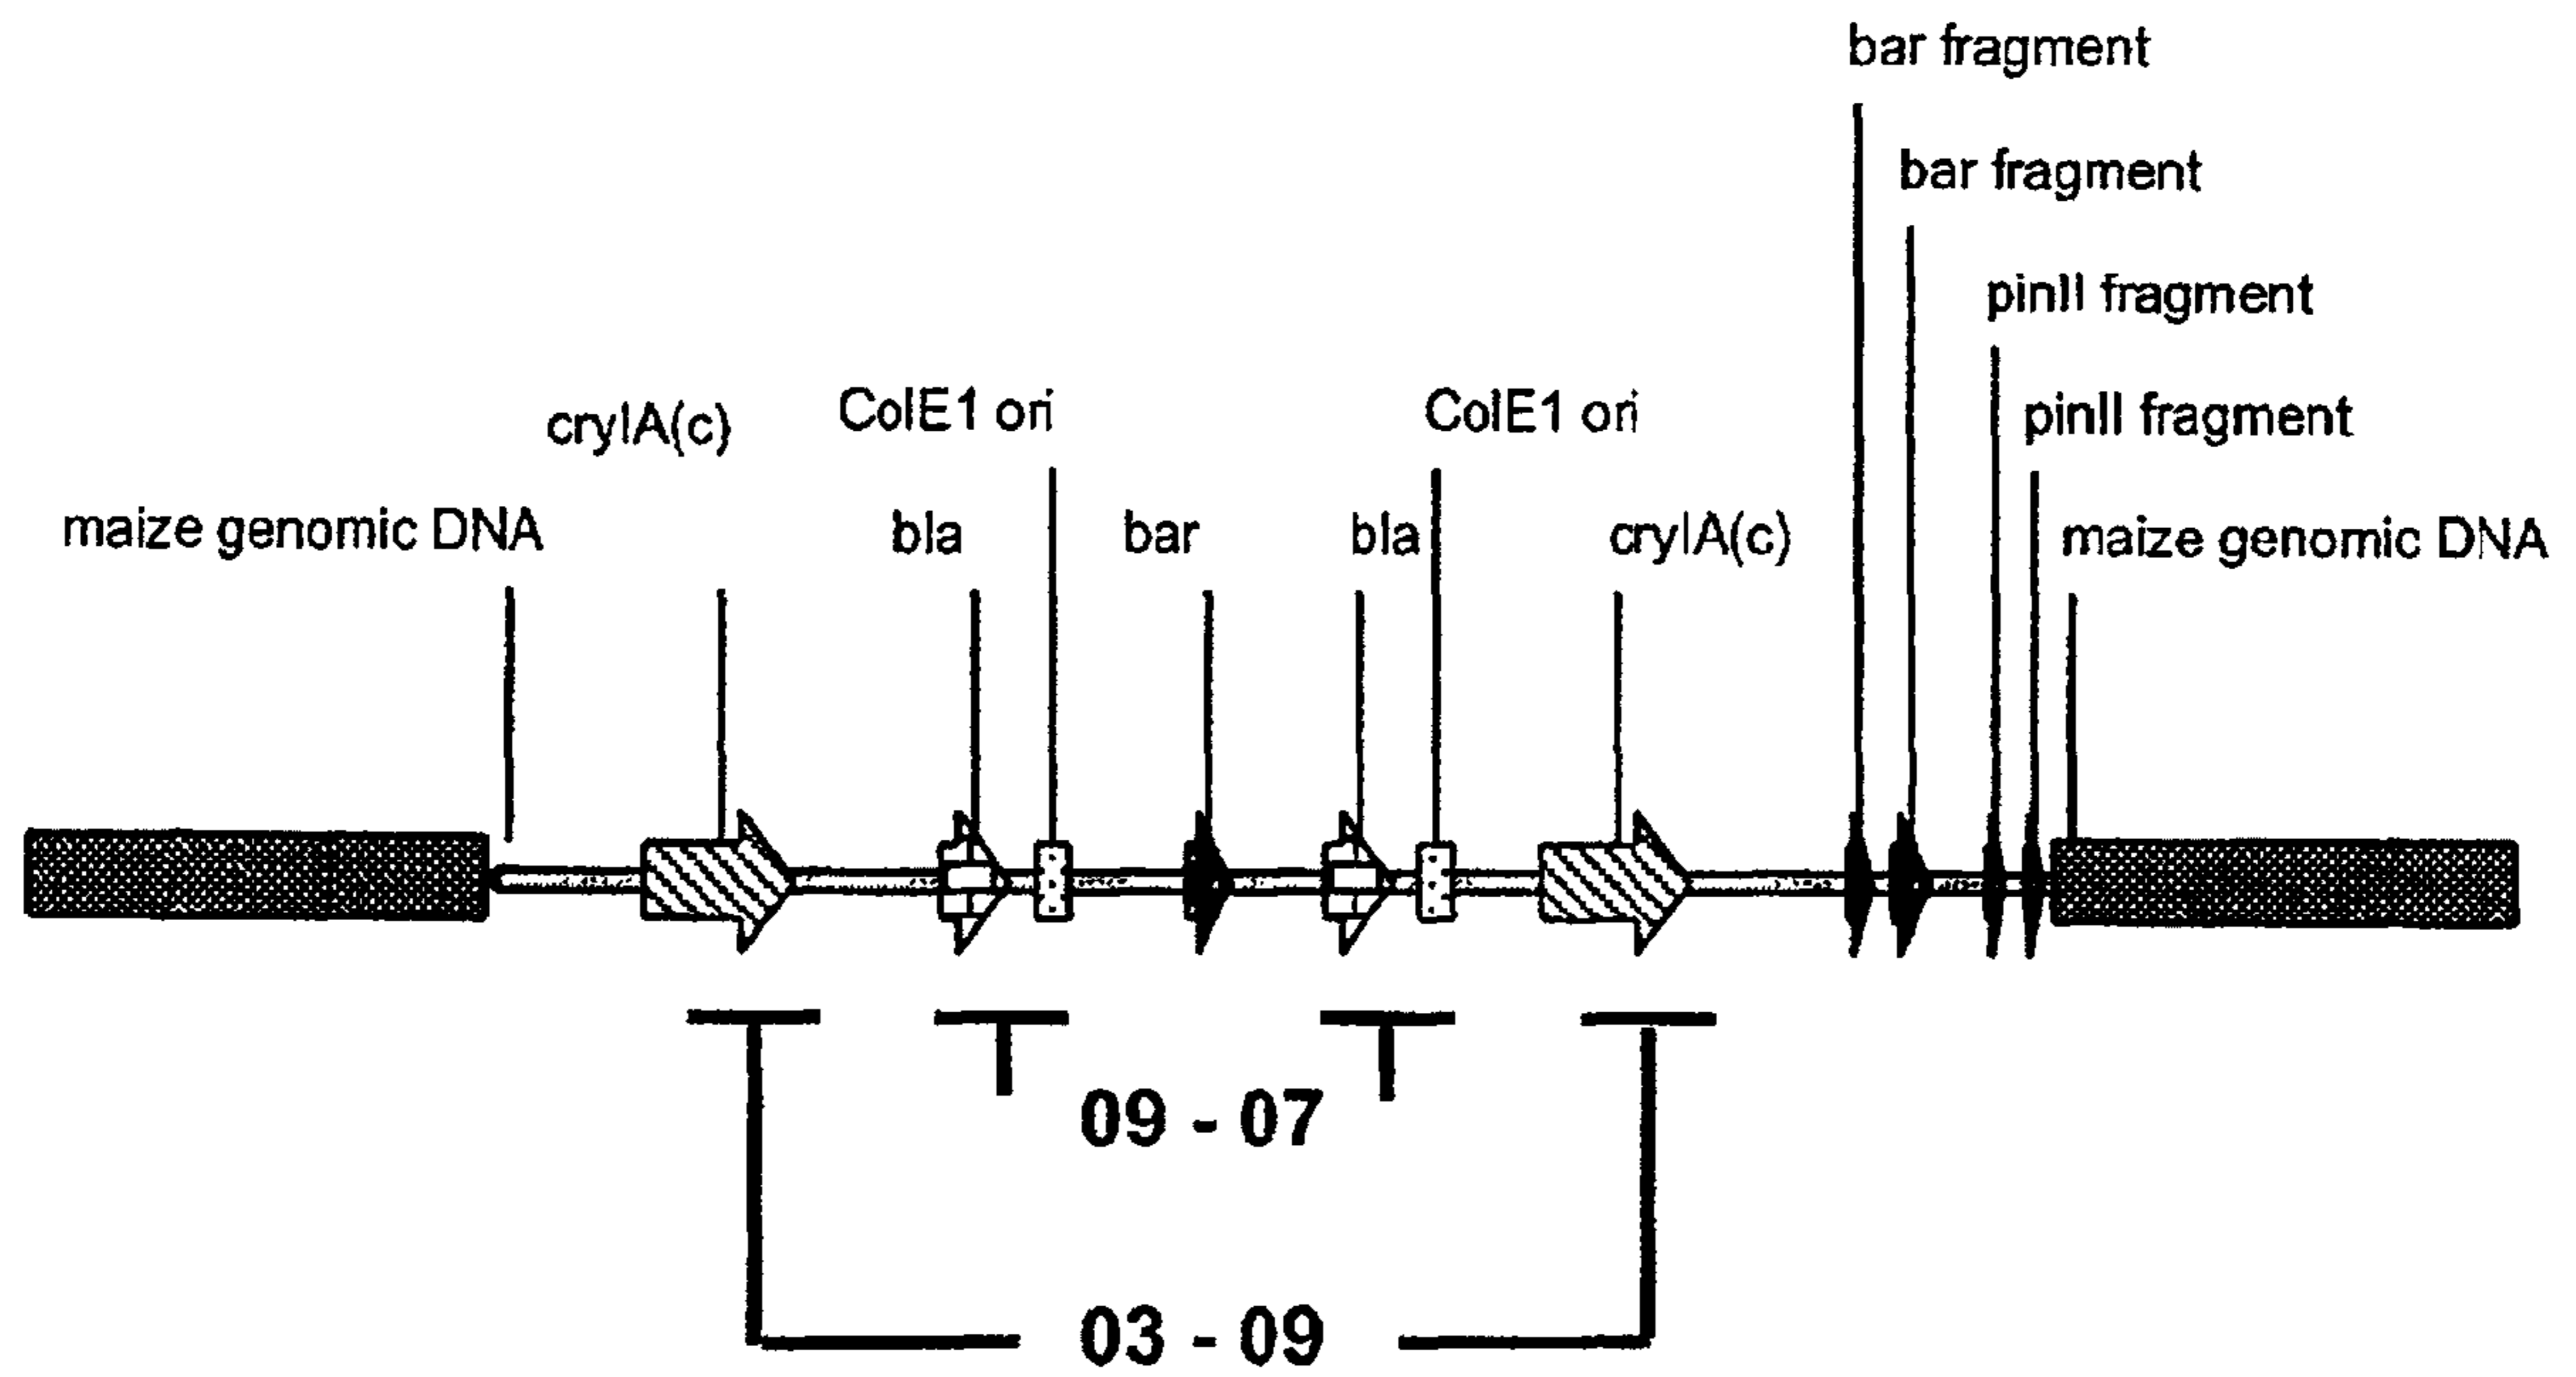 bar fragment
bar fragment
pinII fragment
pinII fragment
cryIA(c)
ColE1 ori
ColE1 ori
maize genomic DNA
bla
bar
bla
cryIA(c)
maize genomic DNA
09 - 07
03 - 09